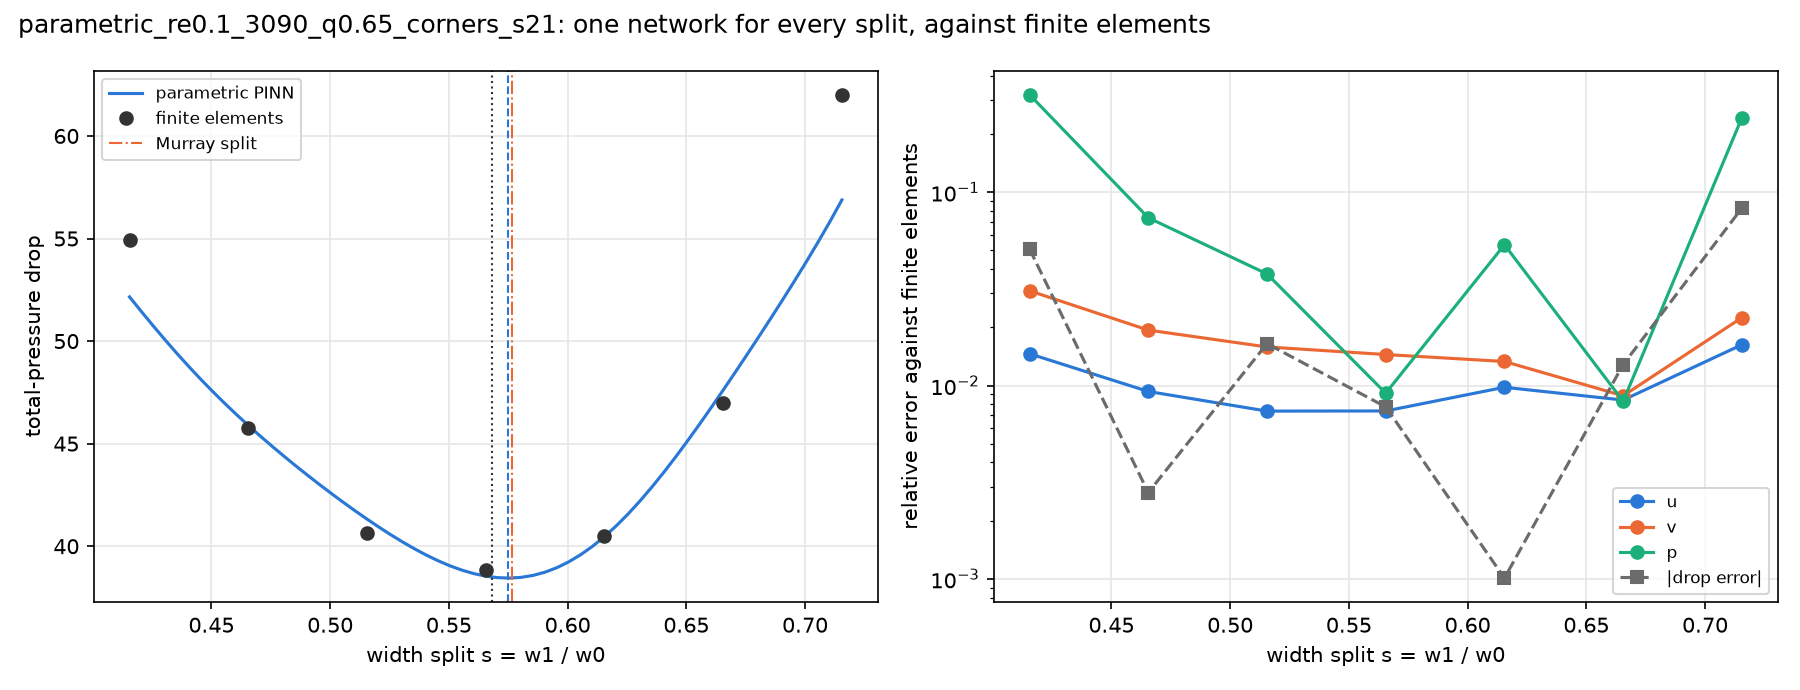 parametric_re0.1_3090_q0.65_corners_s21: one network for every split, against finite elements
parametric PINN
finite elements
Murray split
total-pressure drop
60
55
50
45
40
0.45 0.50 0.55 0.60 0.65 0.70
width split s = w1 / w0
relative error against finite elements
10⁻¹
10⁻²
10⁻³
u
v
p
|drop error|
0.45 0.50 0.55 0.60 0.65 0.70
width split s = w1 / w0